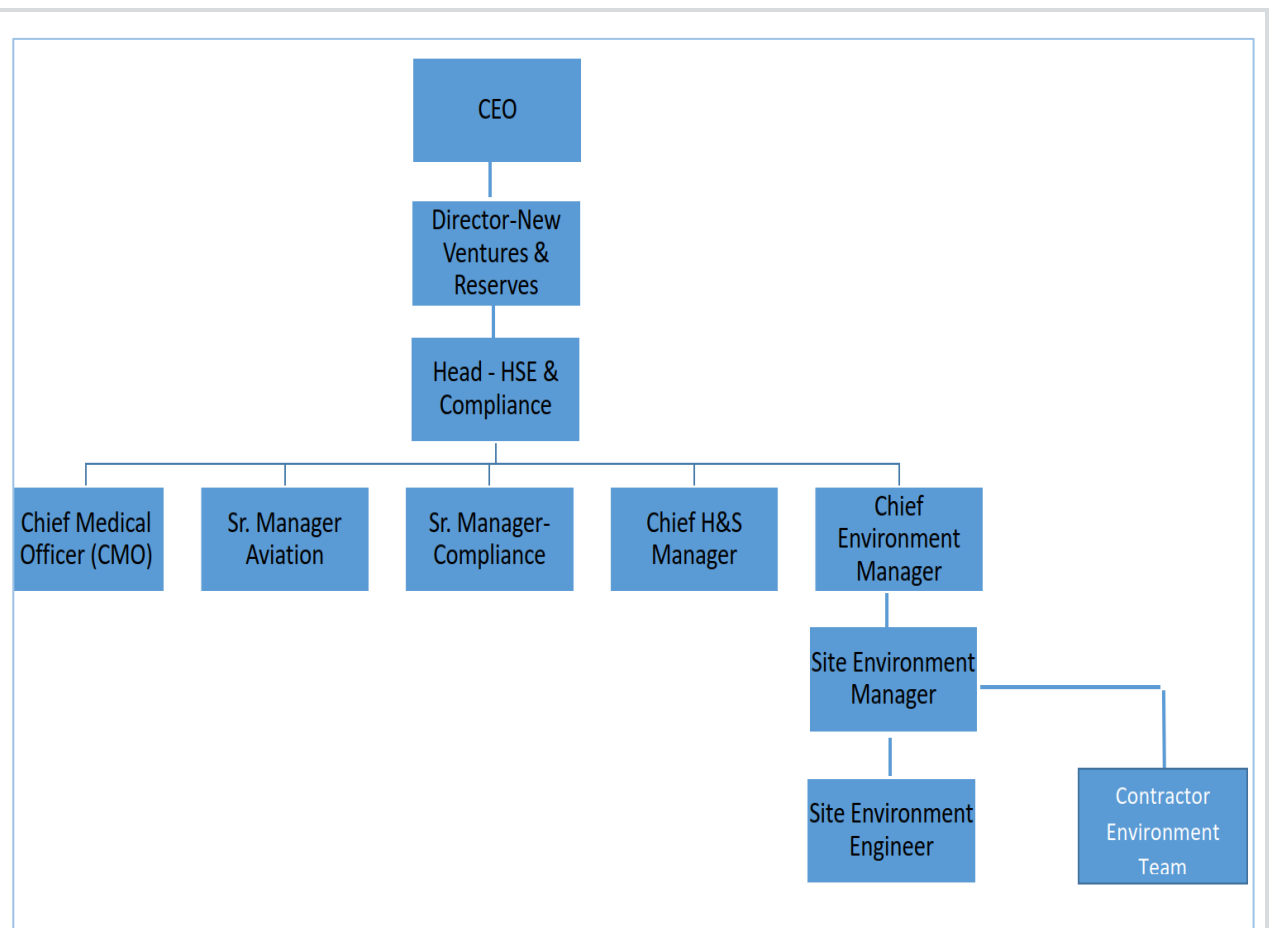 CEO
Director-New
Ventures &
Reserves
Head - HSE &
Compliance
Chief Medical
Officer (CMO)
Sr. Manager
Aviation
Sr. Manager-
Compliance
Chief H&S
Manager
Chief
Environment
Manager
Site Environment
Manager
Site Environment
Engineer
Contractor
Environment
Team